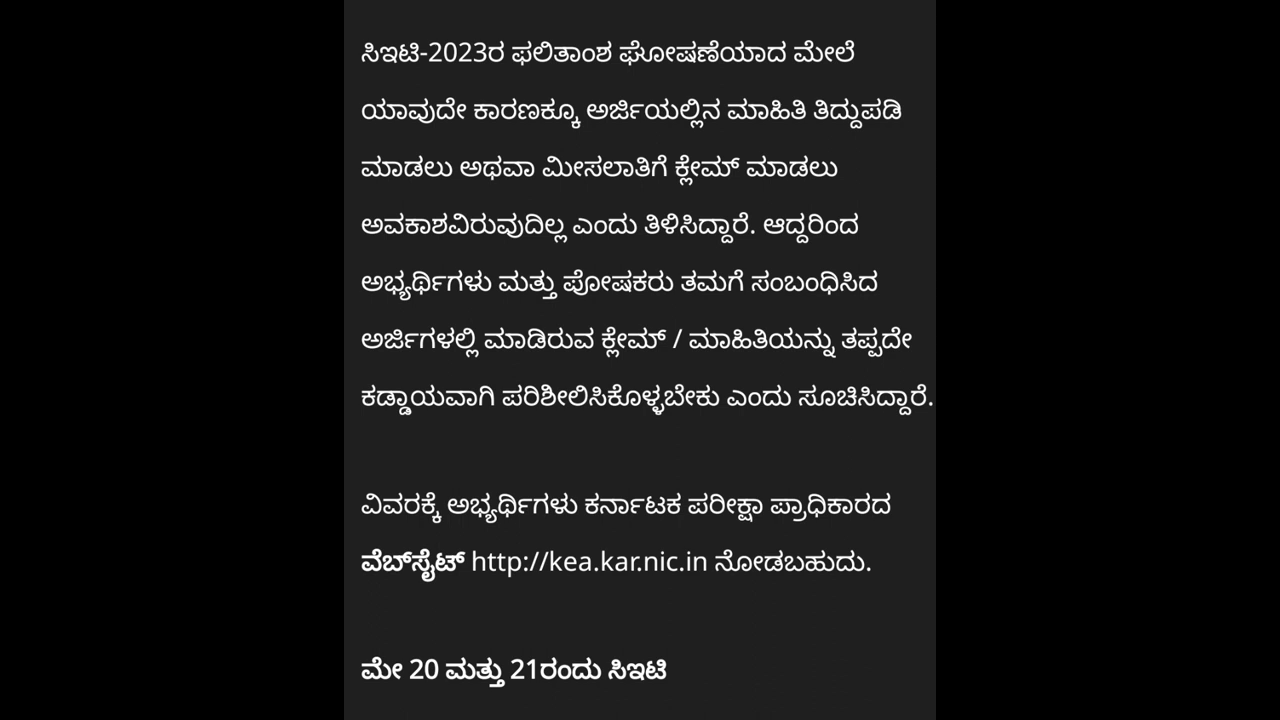 ಸಿಇಟಿ-2023ರ ಫಲಿತಾಂಶ ಘೋಷಣೆಯಾದ ಮೇಲೆ
ಯಾವುದೇ ಕಾರಣಕ್ಕೂ ಅರ್ಜಿಯಲ್ಲಿನ ಮಾಹಿತಿ ತಿದ್ದುಪಡಿ
ಮಾಡಲು ಅಥವಾ ಮೀಸಲಾತಿಗೆ ಕ್ಲೇಮ್ ಮಾಡಲು
ಅವಕಾಶವಿರುವುದಿಲ್ಲ ಎಂದು ತಿಳಿಸಿದ್ದಾರೆ. ಆದ್ದರಿಂದ
ಅಭ್ಯರ್ಥಿಗಳು ಮತ್ತು ಪೋಷಕರು ತಮಗೆ ಸಂಬಂಧಿಸಿದ
ಅರ್ಜಿಗಳಲ್ಲಿ ಮಾಡಿರುವ ಕ್ಲೇಮ್ / ಮಾಹಿತಿಯನ್ನು ತಪ್ಪದೇ
ಕಡ್ಡಾಯವಾಗಿ ಪರಿಶೀಲಿಸಿಕೊಳ್ಳಬೇಕು ಎಂದು ಸೂಚಿಸಿದ್ದಾರೆ.
ವಿವರಕ್ಕೆ ಅಭ್ಯರ್ಥಿಗಳು ಕರ್ನಾಟಕ ಪರೀಕ್ಷಾ ಪ್ರಾಧಿಕಾರದ
ವೆಬ್‌ಸೈಟ್ http://kea.kar.nic.in ನೋಡಬಹುದು.
ಮೇ 20 ಮತ್ತು 21ರಂದು ಸಿಇಟಿ